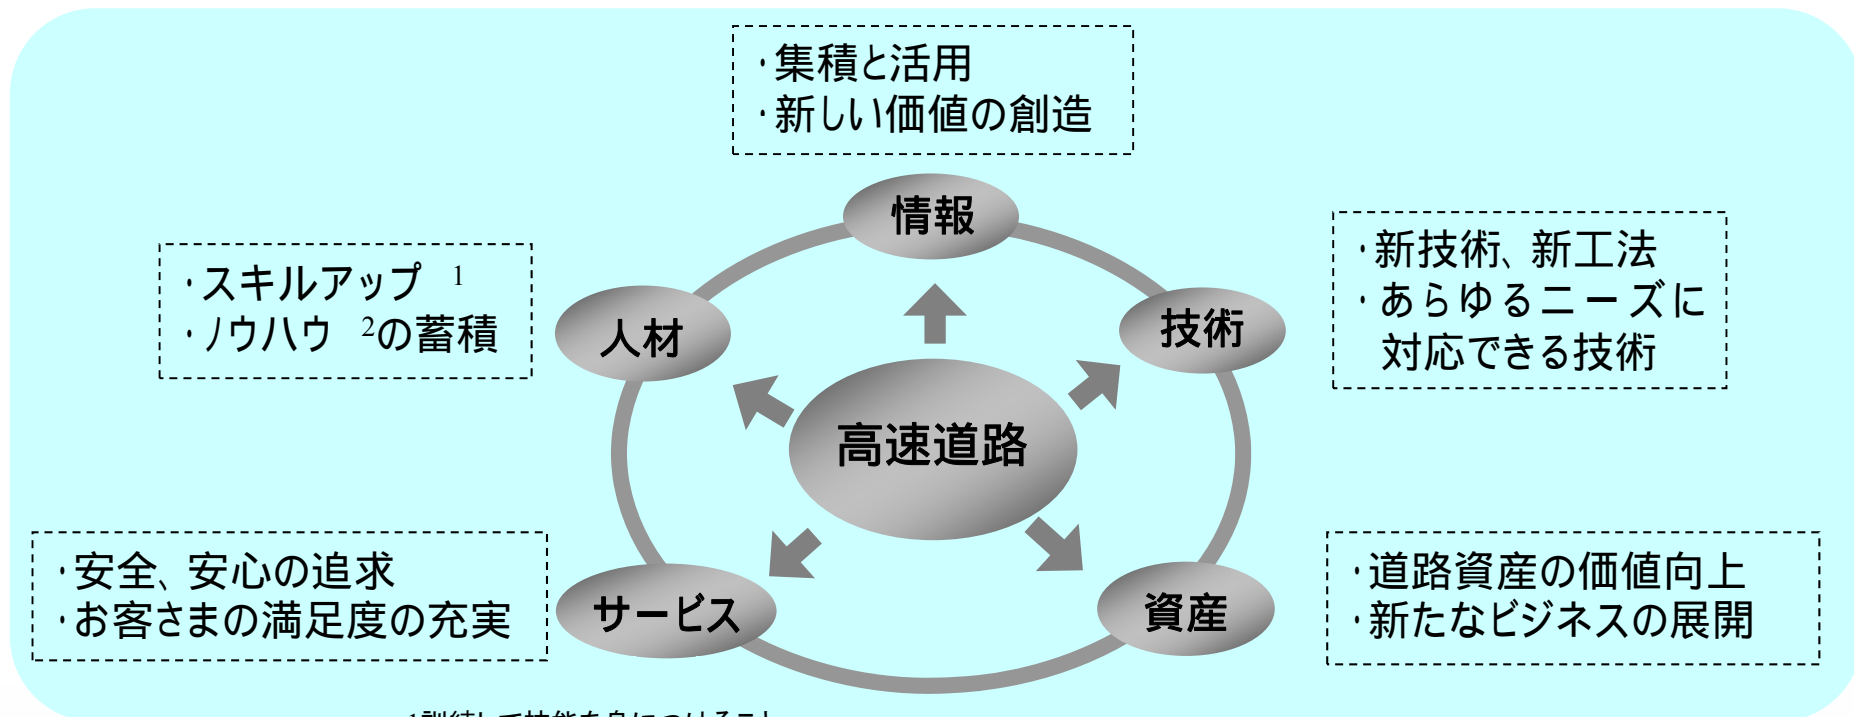 ・集積と活用
・新しい価値の創造
情報
・新技術、新工法
・あらゆるニーズに
対応できる技術
技術
・スキルアップ 1
・ノウハウ 2の蓄積
人材
高速道路
・安全、安心の追求
・お客さまの満足度の充実
サービス
資産
・道路資産の価値向上
・新たなビジネスの展開